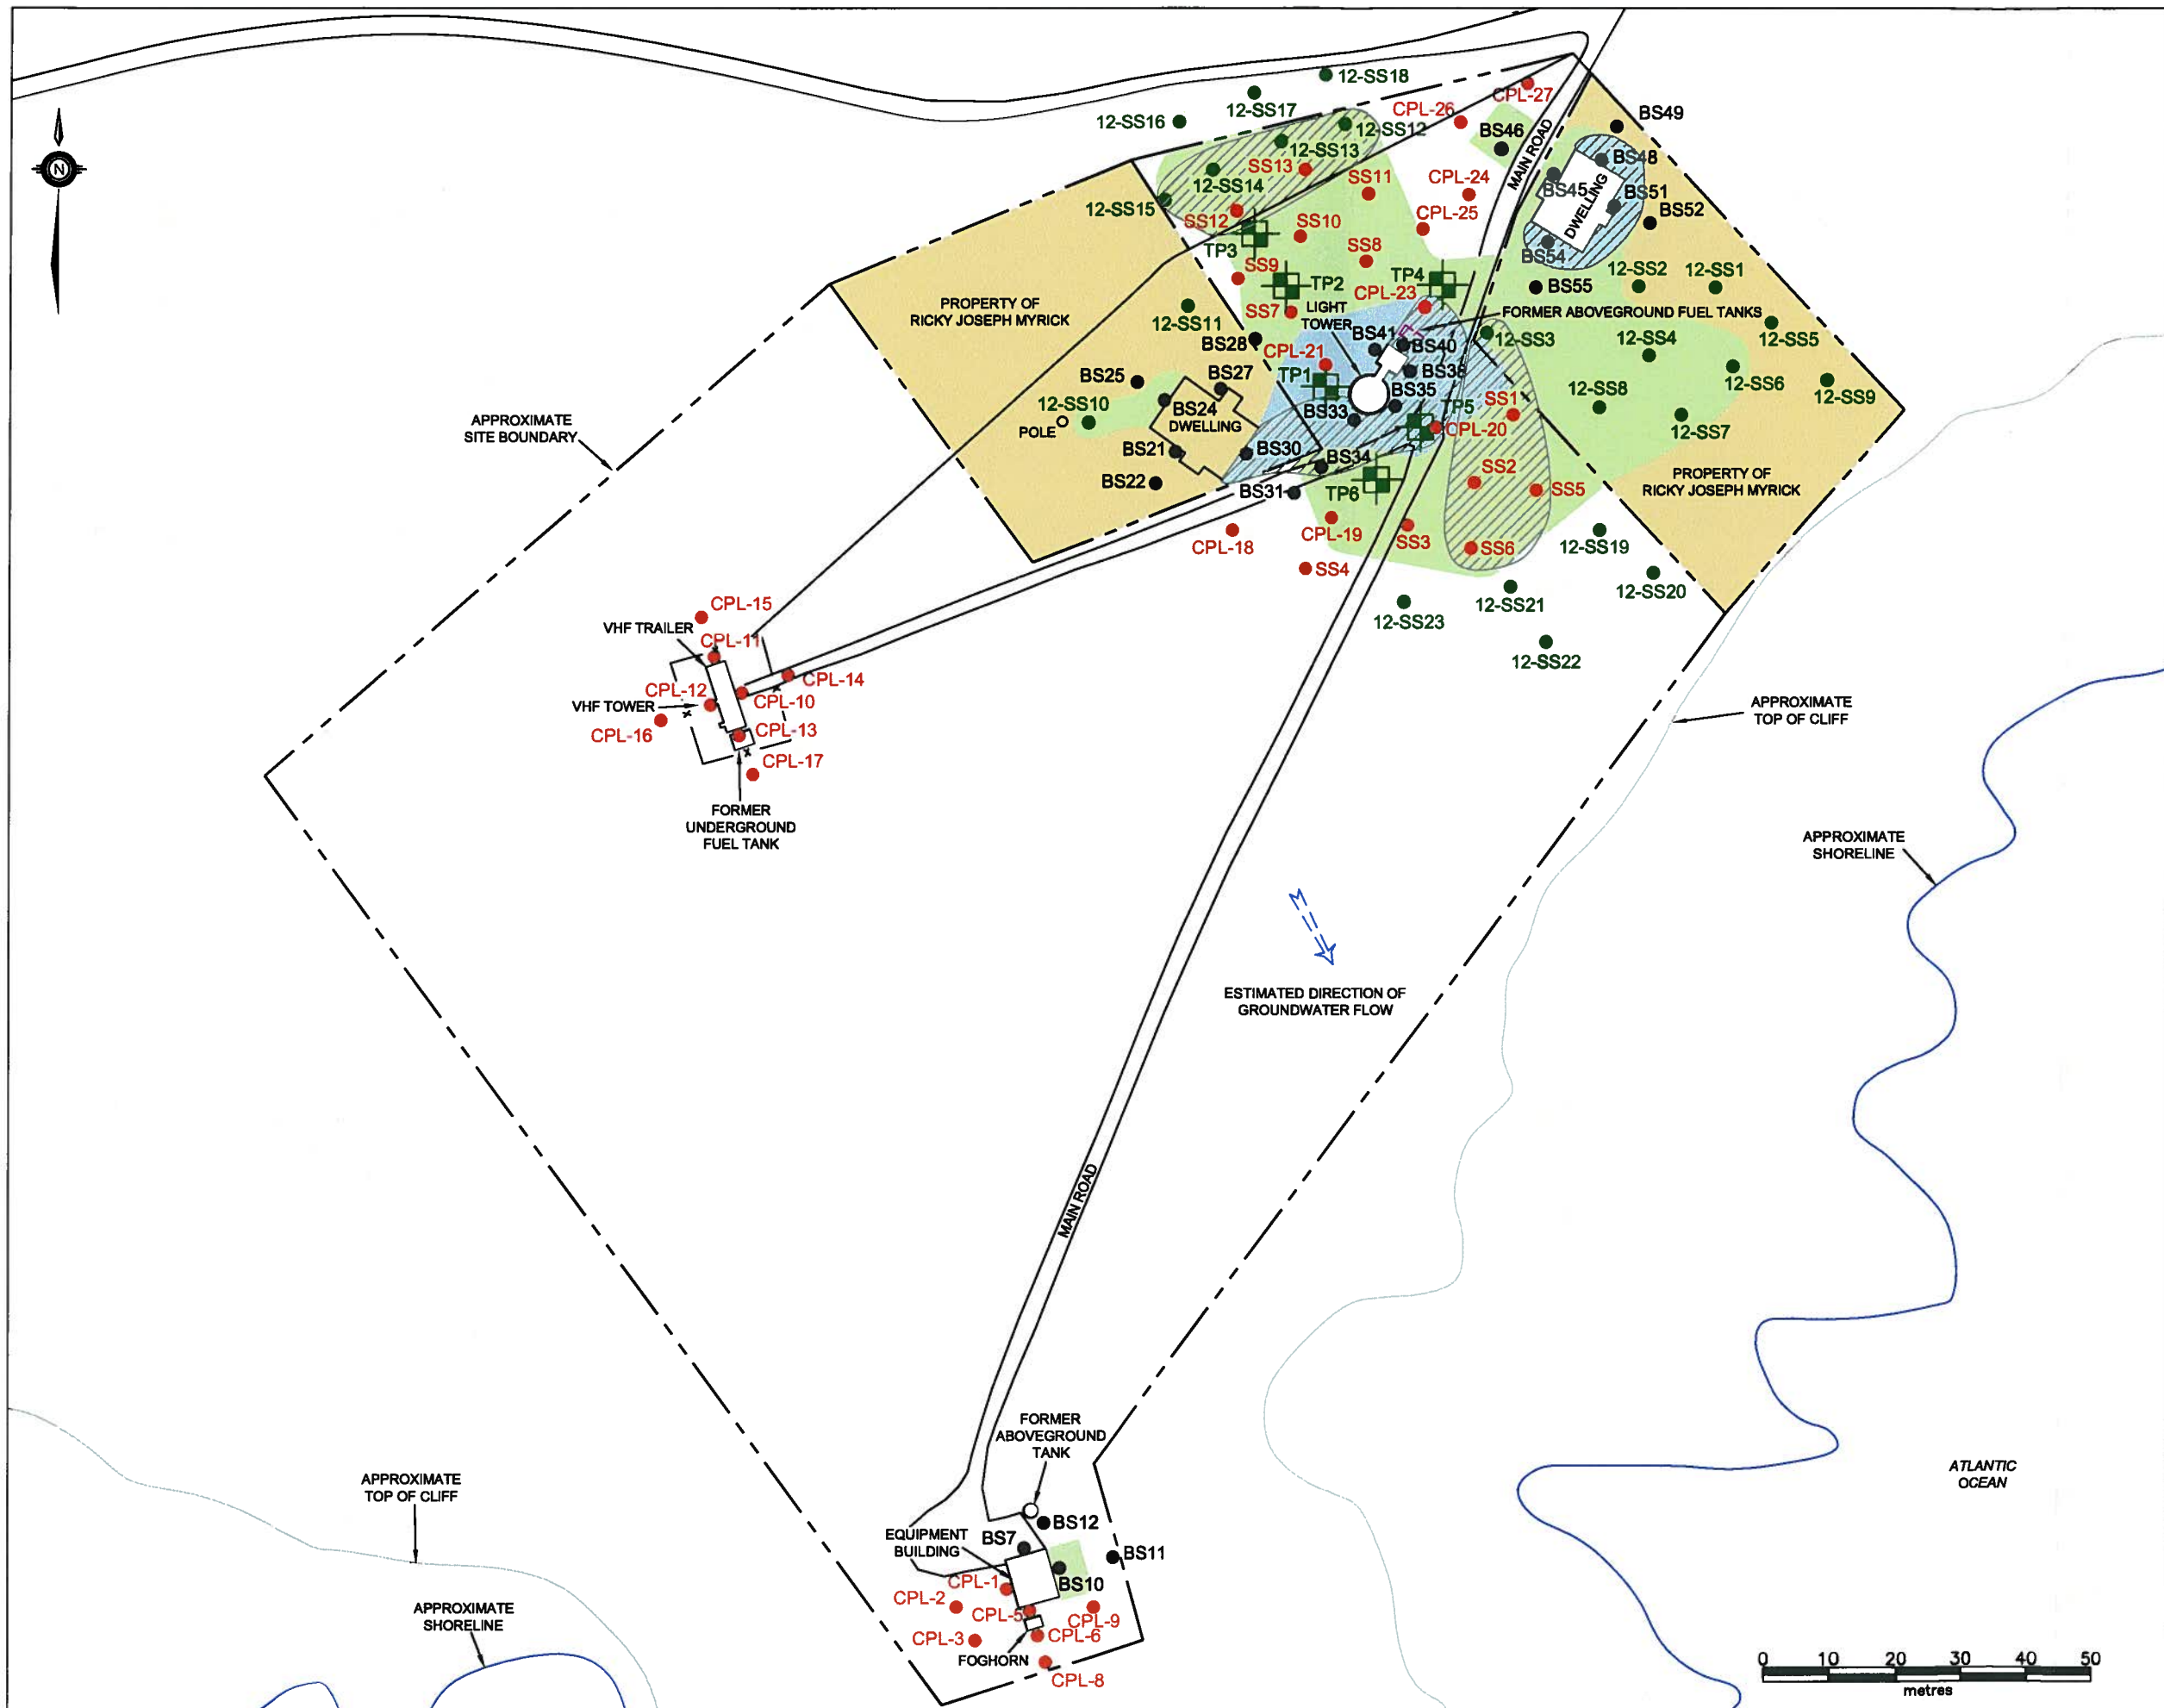 12-SS18
12-SS17
CPL-26
CPL-27
12-SS16
12-SS12
BS46
BS49
12-SS13
MAIN ROAD
N
SS13
BS48
12-SS14
SS11
CPL-24
BS45
BS51
12-SS15
SS12
CPL-25
DWELLING
BS52
SS10
TP3
SS8
BS54
SS9
TP4
12-SS2
12-SS1
TP2
CPL-23
BS55
PROPERTY OF
RICKY JOSEPH MYRICK
12-SS11
SS7
LIGHT
TOWER
FORMER ABOVEGROUND FUEL TANKS
BS28
BS41
BS40
12-SS3
12-SS4
12-SS5
CPL-21
BS38
BS25
BS27
TP1
BS35
12-SS8
12-SS6
12-SS9
12-SS10
BS24
BS33
TP5
SS1
APPROXIMATE
SITE BOUNDARY
POLE
DWELLING
CPL-20
12-SS7
BS21
BS30
BS34
SS2
PROPERTY OF
RICKY JOSEPH MYRICK
BS22
BS31
TP6
SS5
CPL-18
CPL-19
SS3
SS6
12-SS19
SS4
12-SS20
12-SS21
12-SS23
12-SS22
CPL-15
VHF TRAILER
CPL-11
CPL-14
CPL-12
CPL-10
VHF TOWER
CPL-16
CPL-13
CPL-17
APPROXIMATE
TOP OF CLIFF
FORMER
UNDERGROUND
FUEL TANK
APPROXIMATE
SHORELINE
ESTIMATED DIRECTION OF
GROUNDWATER FLOW
MAIN ROAD
FORMER
ABOVEGROUND
TANK
ATLANTIC
OCEAN
APPROXIMATE
TOP OF CLIFF
BS12
EQUIPMENT
BUILDING
BS7
BS11
CPL-1
BS10
CPL-2
CPL-5
CPL-9
APPROXIMATE
SHORELINE
CPL-3
CPL-6
FOGHORN
CPL-8
0 10 20 30 40 50
metres